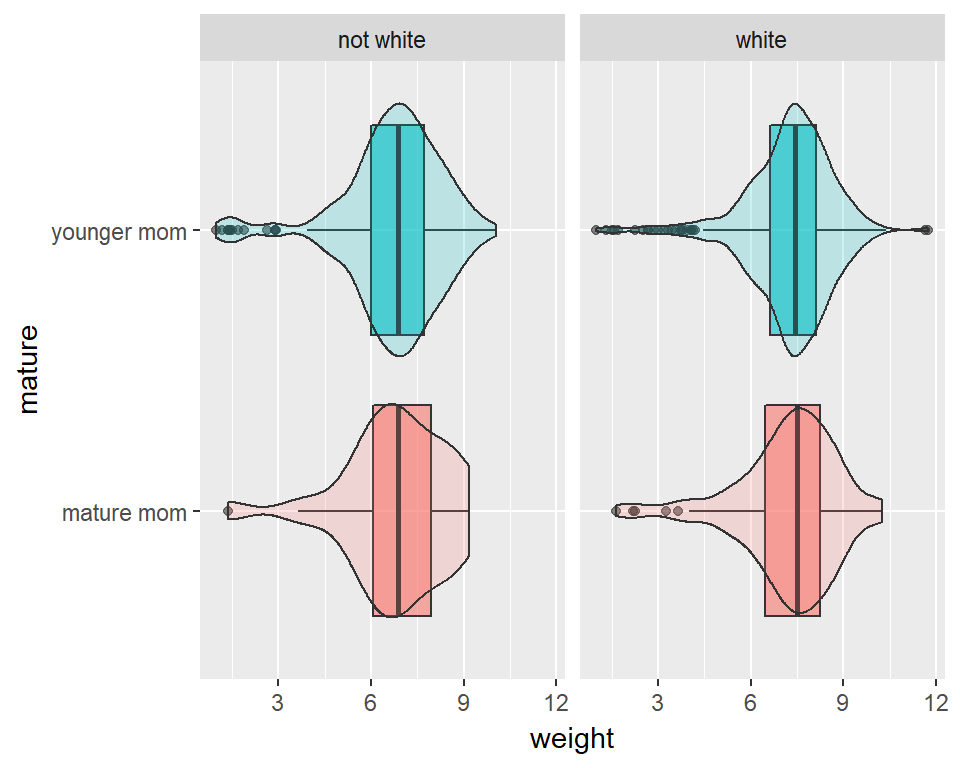 not white
white
younger mom
mature mom
mature
3 6 9 12
3 6 9 12
weight